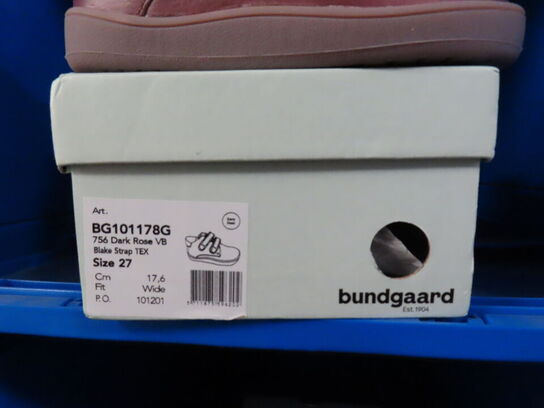 Art.
BG101178G
756 Dark Rose VB
Blake Strap TEX
Size 27
Cm 17,6
Fit Wide
P.O. 101201
bundgaard
Est. 1904